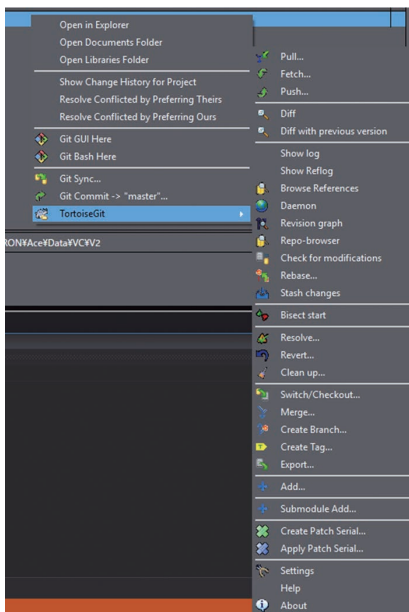 Open in Explorer
Open Documents Folder
Open Libraries Folder
Show Change History for Project
Resolve Conflicted by Preferring Theirs
Resolve Conflicted by Preferring Ours
Git GUI Here
Git Bash Here
Git Sync...
Git Commit -> "master"...
TortoiseGit
RON¥Ace¥Data¥VC¥V2
Pull...
Fetch...
Push...
Diff
Diff with previous version
Show log
Show Reflog
Browse References
Daemon
Revision graph
Repo-browser
Check for modifications
Rebase...
Stash changes
Bisect start
Resolve...
Revert...
Clean up...
Switch/Checkout...
Merge...
Create Branch...
Create Tag...
Export...
Add...
Submodule Add...
Create Patch Serial...
Apply Patch Serial...
Settings
Help
About